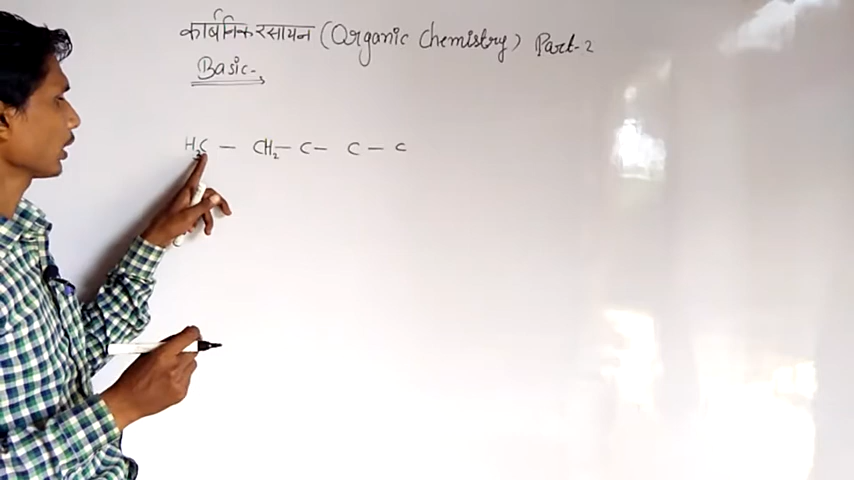 कार्बनिक रसायन (Organic Chemistry) Part-2
Basic-,
H₃C — CH₂— C — C — C